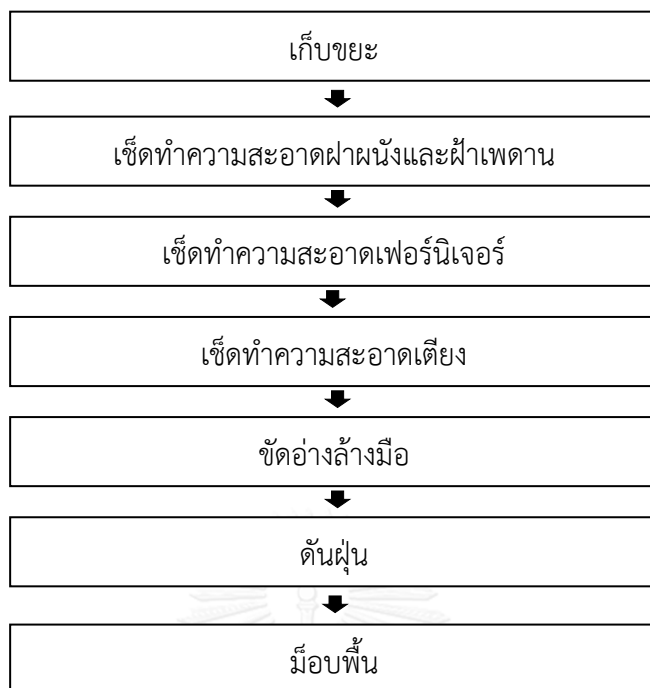 เก็บขยะ
เช็ดทำความสะอาดฝาผนังและฝ้าเพดาน
เช็ดทำความสะอาดเฟอร์นิเจอร์
เช็ดทำความสะอาดเตียง
ขัดอ่างล้างมือ
ดันฝุ่น
ม็อบพื้น